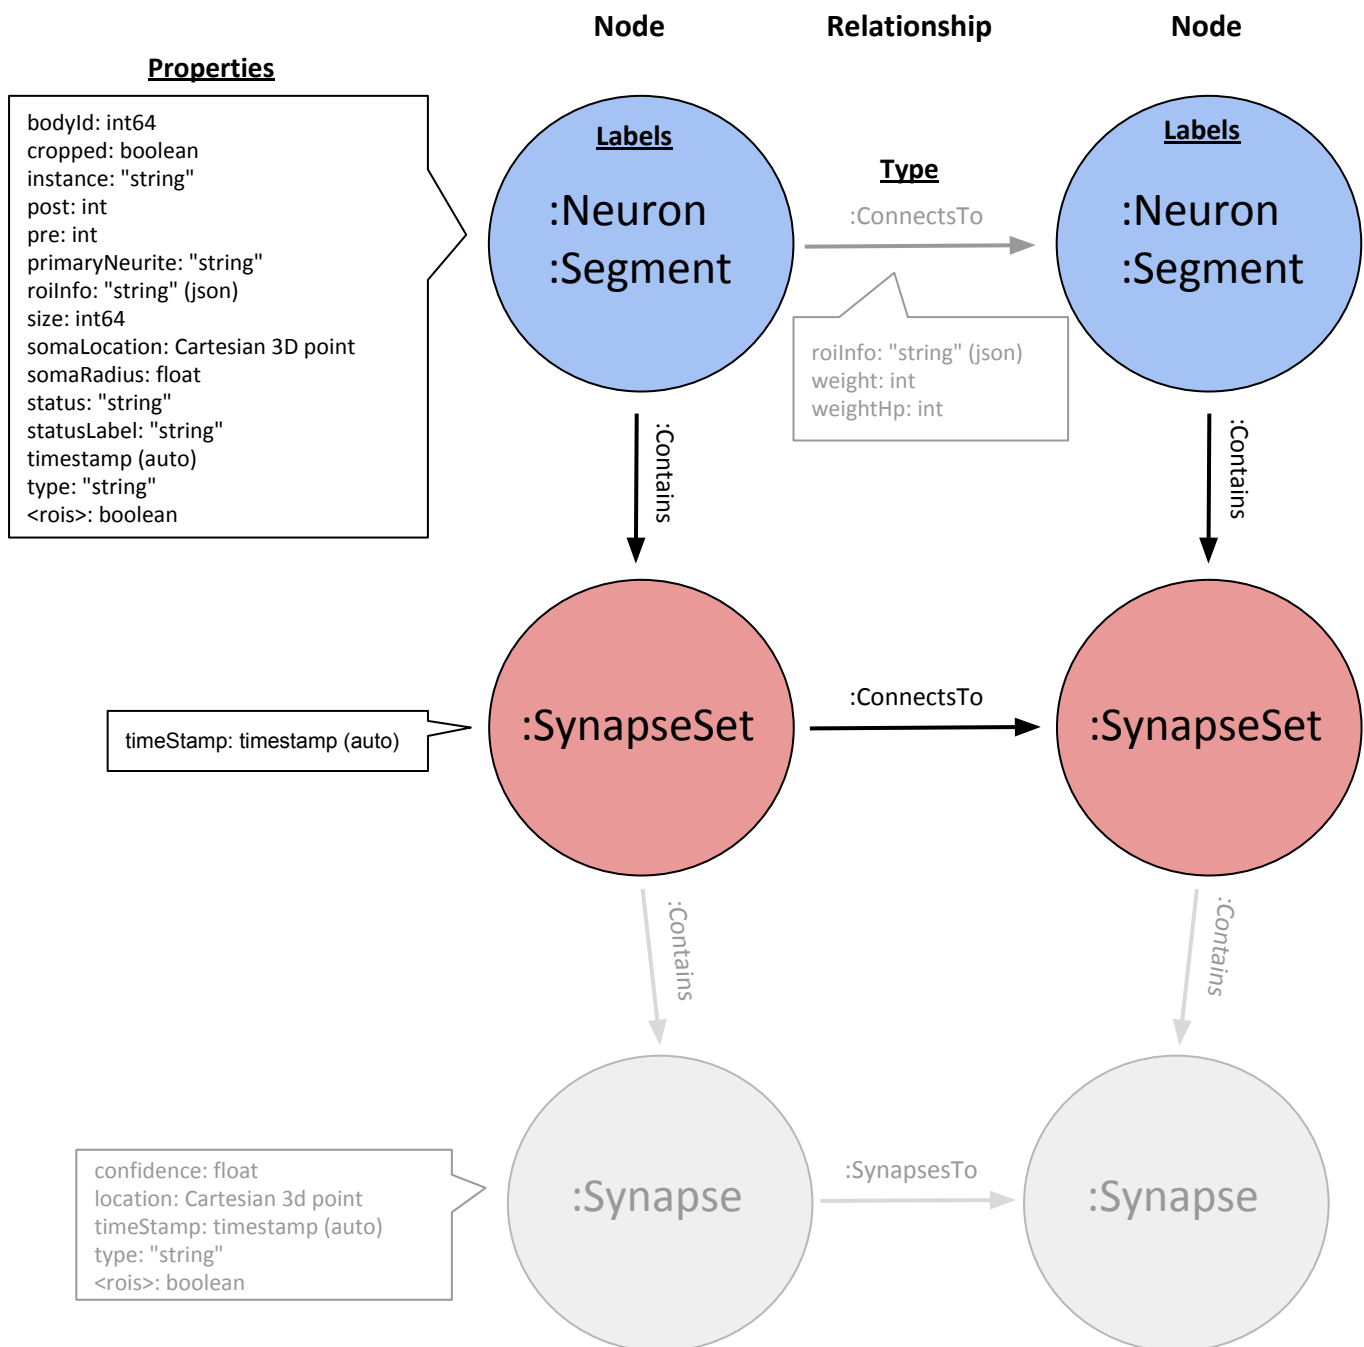 Node
Relationship
Node
Properties
bodyId: int64
cropped: boolean
instance: "string"
post: int
pre: int
primaryNeurite: "string"
roiInfo: "string" (json)
size: int64
somaLocation: Cartesian 3D point
somaRadius: float
status: "string"
statusLabel: "string"
timestamp (auto)
type: "string"
<rois>: boolean
Labels
:Neuron
:Segment
Type
:ConnectsTo
roiInfo: "string" (json)
weight: int
weightHp: int
Labels
:Neuron
:Segment
:Contains
:Contains
timeStamp: timestamp (auto)
:SynapseSet
:ConnectsTo
:SynapseSet
:Contains
:Contains
confidence: float
location: Cartesian 3d point
timeStamp: timestamp (auto)
type: "string"
<rois>: boolean
:Synapse
:SynapsesTo
:Synapse